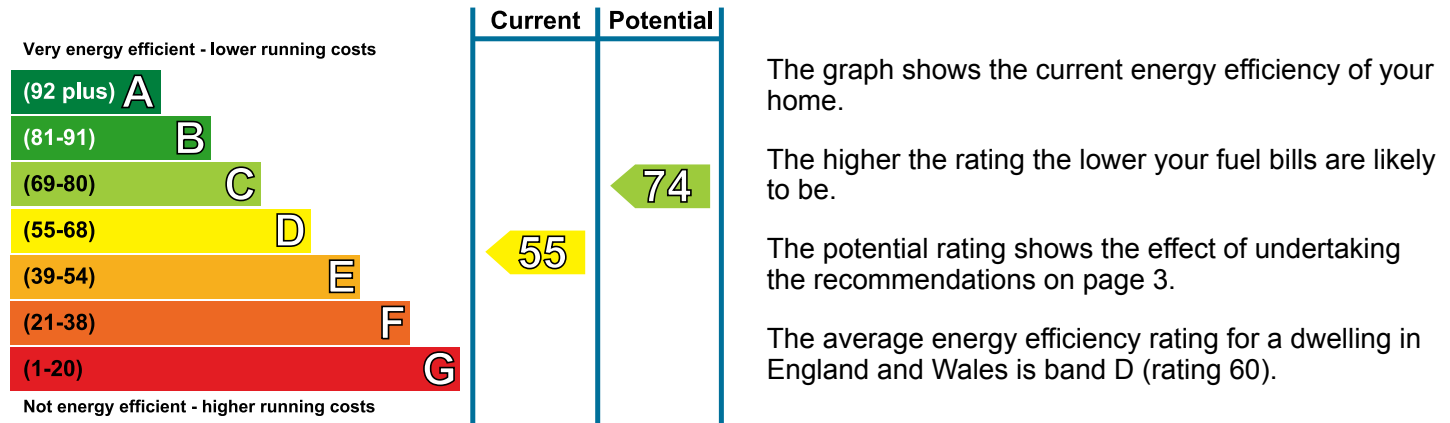 Current Potential
Very energy efficient - lower running costs
(92 plus) A
(81-91) B
(69-80) C
74
(55-68) D
55
(39-54) E
(21-38) F
(1-20) G
Not energy efficient - higher running costs
The graph shows the current energy efficiency of your
home.
The higher the rating the lower your fuel bills are likely
to be.
The potential rating shows the effect of undertaking
the recommendations on page 3.
The average energy efficiency rating for a dwelling in
England and Wales is band D (rating 60).